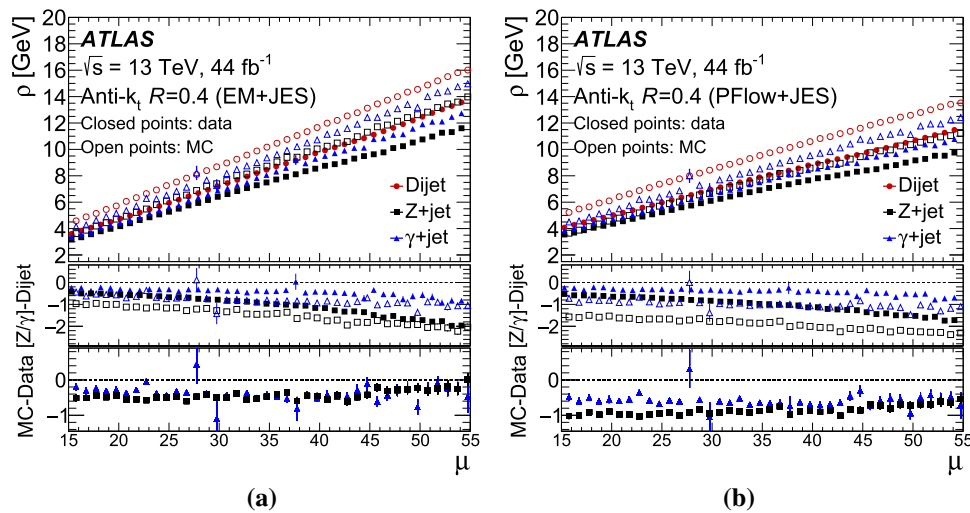 ATLAS
√s = 13 TeV, 44 fb⁻¹
Anti-kₜ R=0.4 (EM+JES)
Closed points: data
Open points: MC
Dijet
Z+jet
γ+jet
ρ [GeV]
20
18
16
14
12
10
8
6
4
2
[Z/γ]-Dijet
0
−1
−2
MC-Data
0
−1
15 20 25 30 35 40 45 50 55
μ
(a)
ATLAS
√s = 13 TeV, 44 fb⁻¹
Anti-kₜ R=0.4 (PFlow+JES)
Closed points: data
Open points: MC
Dijet
Z+jet
γ+jet
ρ [GeV]
20
18
16
14
12
10
8
6
4
2
[Z/γ]-Dijet
0
−1
−2
MC-Data
0
−1
15 20 25 30 35 40 45 50 55
μ
(b)